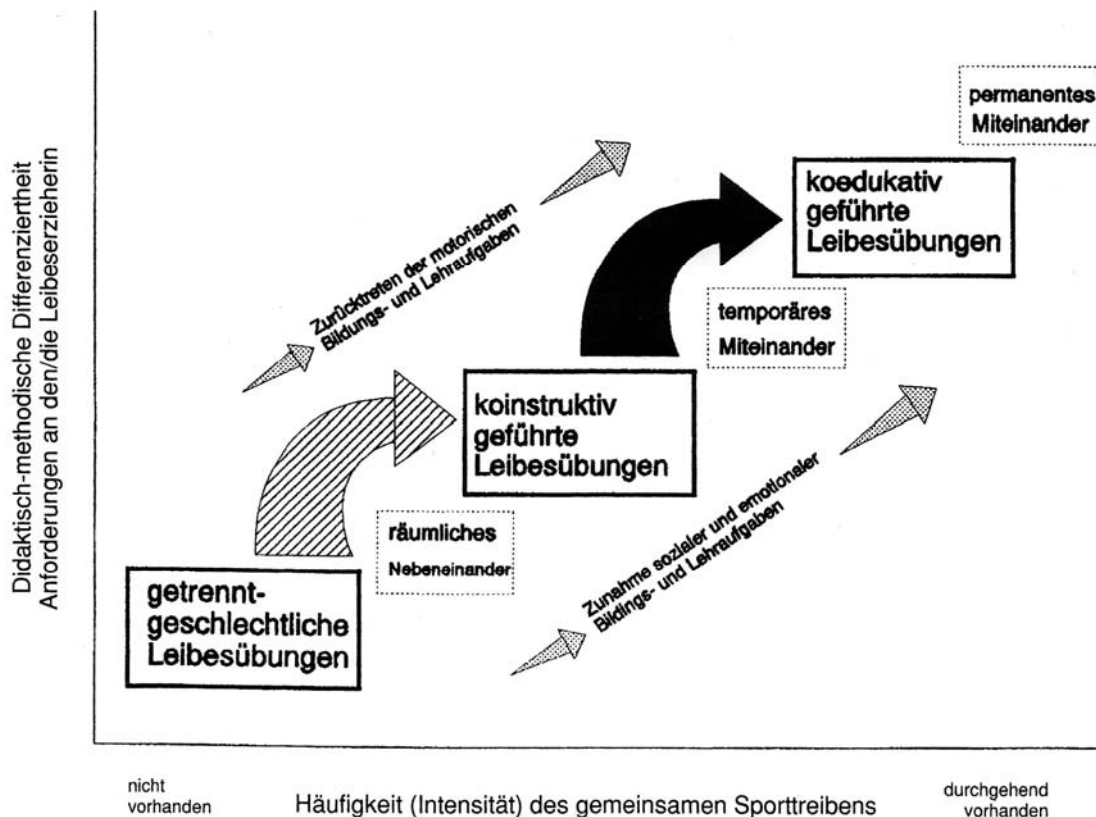 Didaktisch-methodische Differenziertheit
Anforderungen an den/die Leibeserzieherin
permanentes
Miteinander
koedukativ
geführte
Leibesübungen
Zurücktreten der motorischen
Bildungs- und Lehraufgaben
temporäres
Miteinander
koinstruktiv
geführte
Leibesübungen
räumliches
Nebeneinander
Zunahme sozialer und emotionaler
Bildings- und Lehraufgaben
getrennt-
geschlechtliche
Leibesübungen
nicht
vorhanden
Häufigkeit (Intensität) des gemeinsamen Sporttreibens
durchgehend
vorhanden